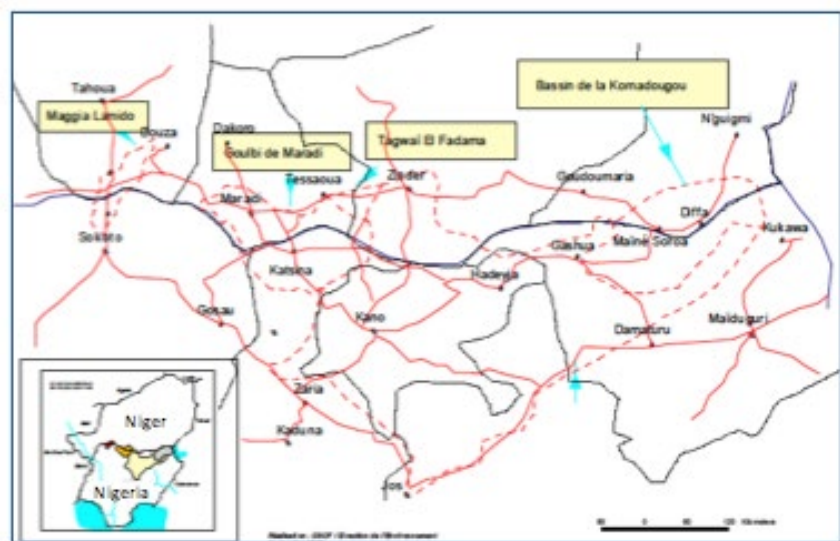 Tahoua
Maggia Lamido
Bouza
Dakoro
Goulbi de Maradi
Tagwai El Fadama
Bassin de la Komadougou
N'guigmi
Tessaoua
Zinder
Goudoumaria
Maradi
Diffa
Maine Soroa
Kukawa
Sokoto
Katsina
Gashua
Hadewja
Gusau
Kano
Damaturu
Maiduguri
Zaria
Kaduna
Jos
Niger
Nigeria